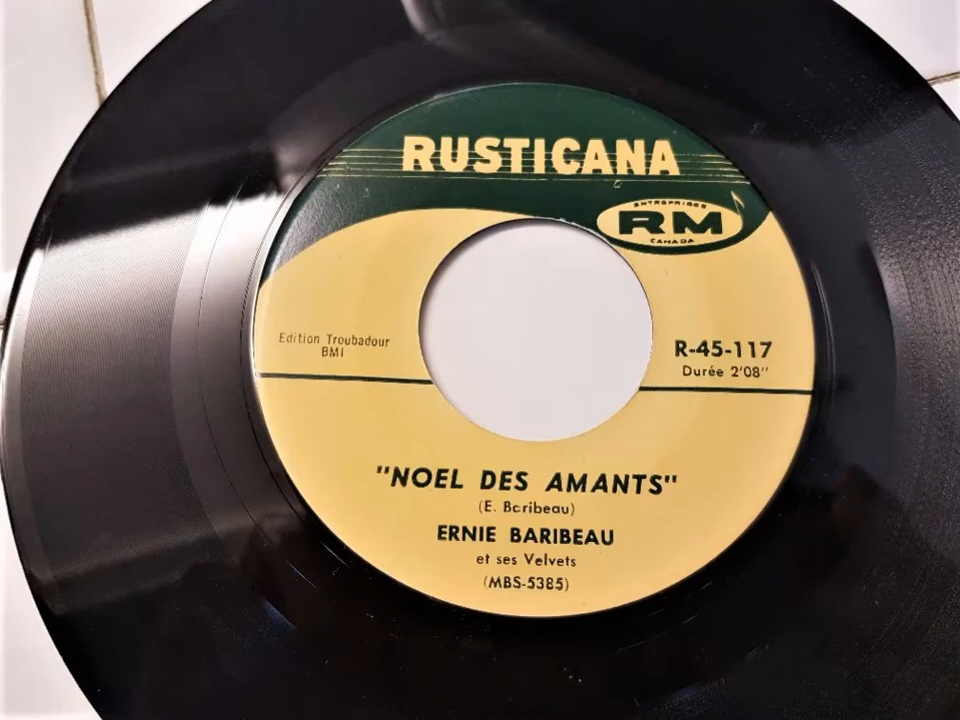 RUSTICANA
ENTREPRISES
RM
CANADA
Edition Troubadour
BMI
R-45-117
Durée 2'08"
"NOEL DES AMANTS"
(E. Baribeau)
ERNIE BARIBEAU
et ses Velvets
(MBS-5385)